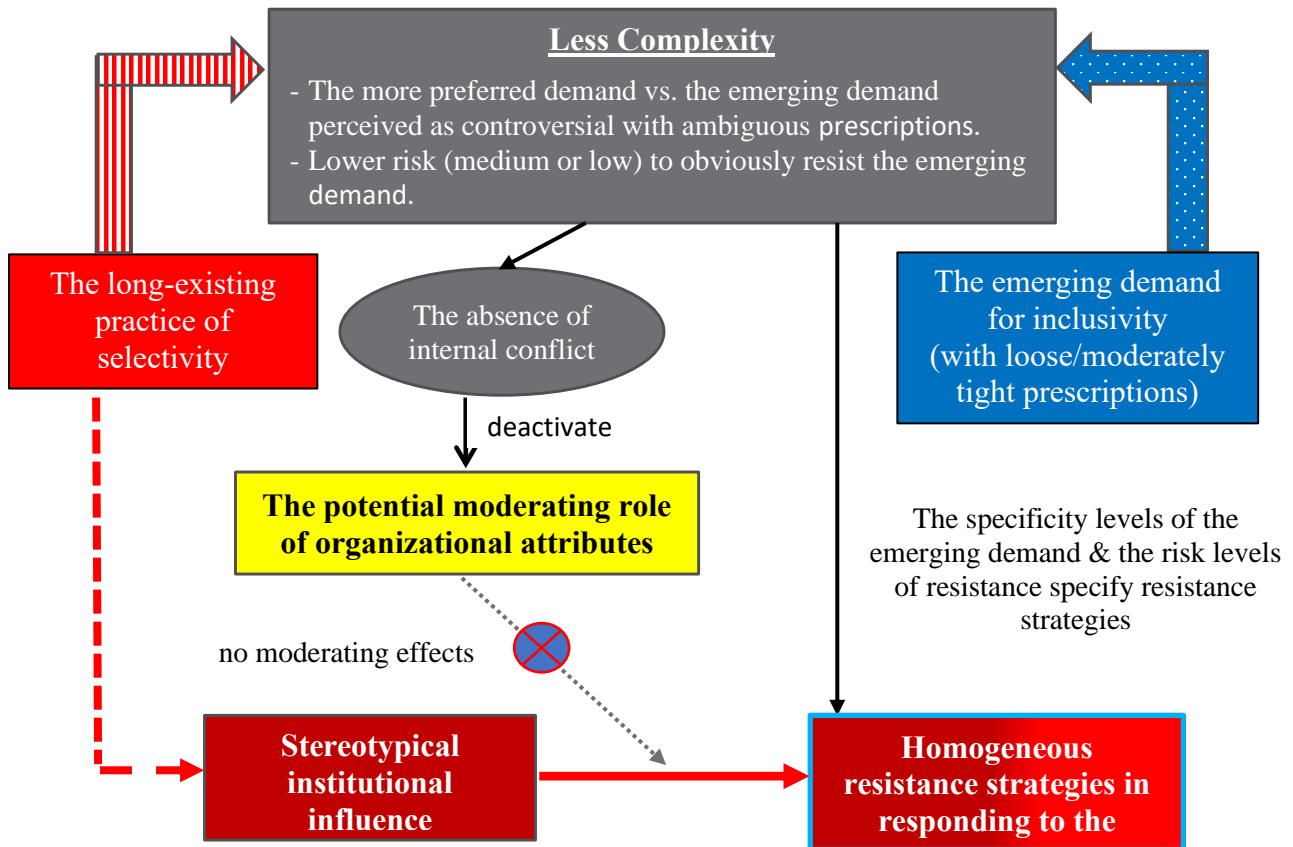 Less Complexity
- The more preferred demand vs. the emerging demand
perceived as controversial with ambiguous prescriptions.
- Lower risk (medium or low) to obviously resist the emerging
demand.
The long-existing
practice of
selectivity
The absence of
internal conflict
The emerging demand
for inclusivity
(with loose/moderately
tight prescriptions)
deactivate
The potential moderating role
of organizational attributes
The specificity levels of the
emerging demand & the risk levels
of resistance specify resistance
strategies
no moderating effects
Stereotypical
institutional
influence
Homogeneous
resistance strategies in
responding to the